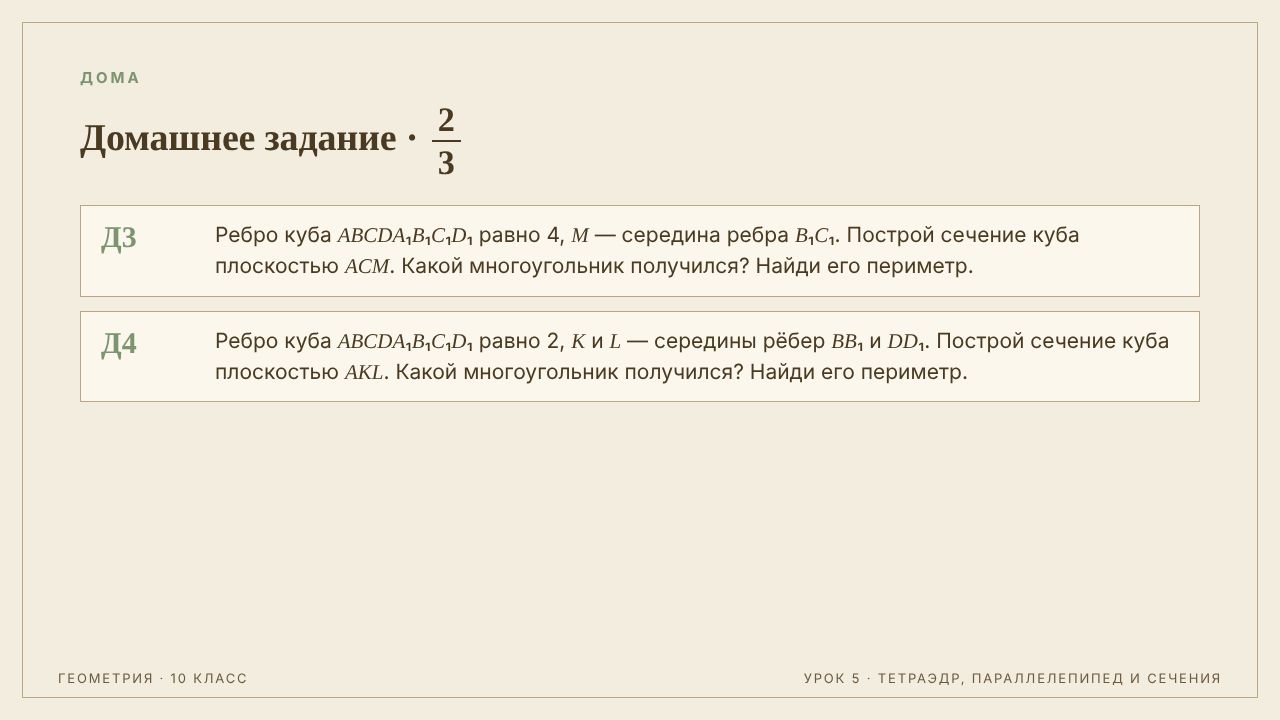 ДОМА
Домашнее задание · 2/3
Д3
Ребро куба ABCDA₁B₁C₁D₁ равно 4, M — середина ребра B₁C₁. Построй сечение куба
плоскостью ACM. Какой многоугольник получился? Найди его периметр.
Д4
Ребро куба ABCDA₁B₁C₁D₁ равно 2, K и L — середины рёбер BB₁ и DD₁. Построй сечение куба
плоскостью AKL. Какой многоугольник получился? Найди его периметр.
ГЕОМЕТРИЯ · 10 КЛАСС
УРОК 5 · ТЕТРАЭДР, ПАРАЛЛЕЛЕПИПЕД И СЕЧЕНИЯ